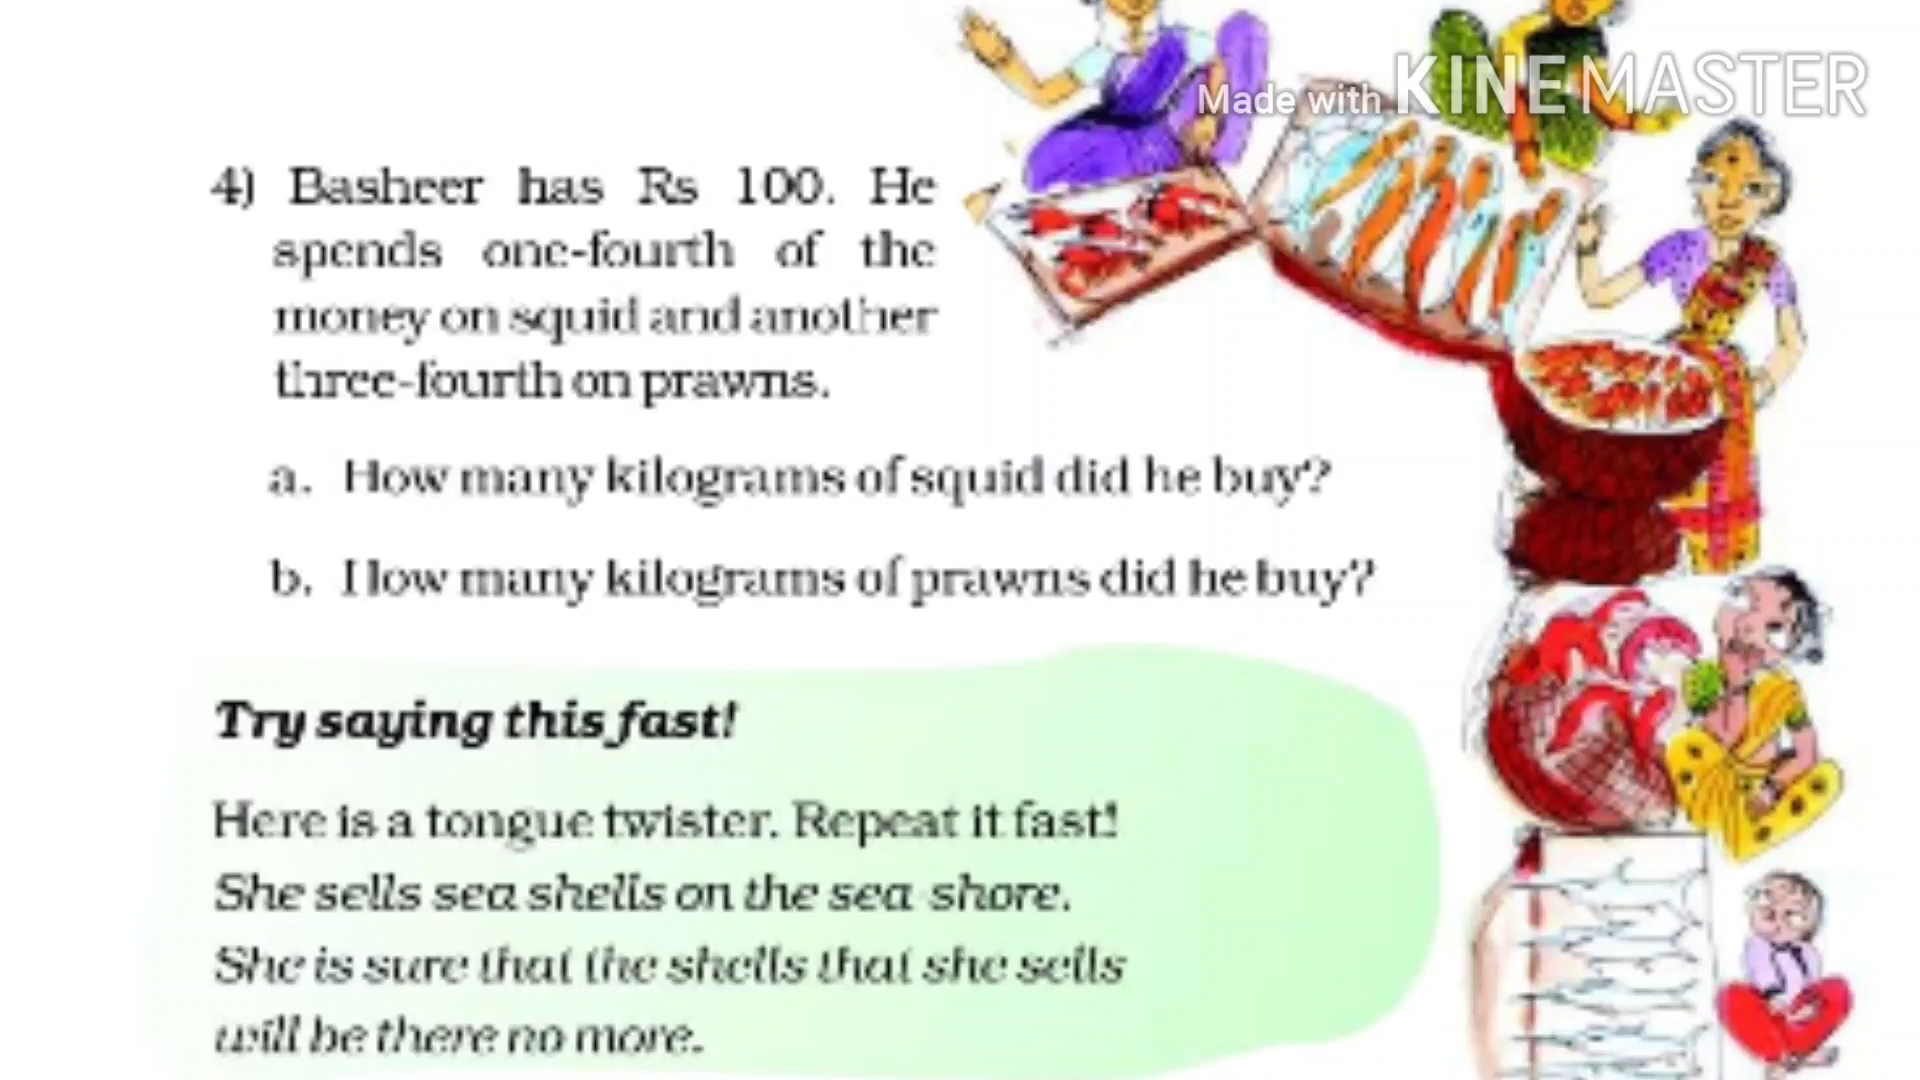 Made with KINEMASTER
4) Basheer has Rs 100. He
spends one-fourth of the
money on squid and another
three-fourth on prawns.
a. How many kilograms of squid did he buy?
b. How many kilograms of prawns did he buy?
Try saying this fast!
Here is a tongue twister. Repeat it fast!
She sells sea shells on the sea shore.
She is sure that the shells that she sells
will be there no more.